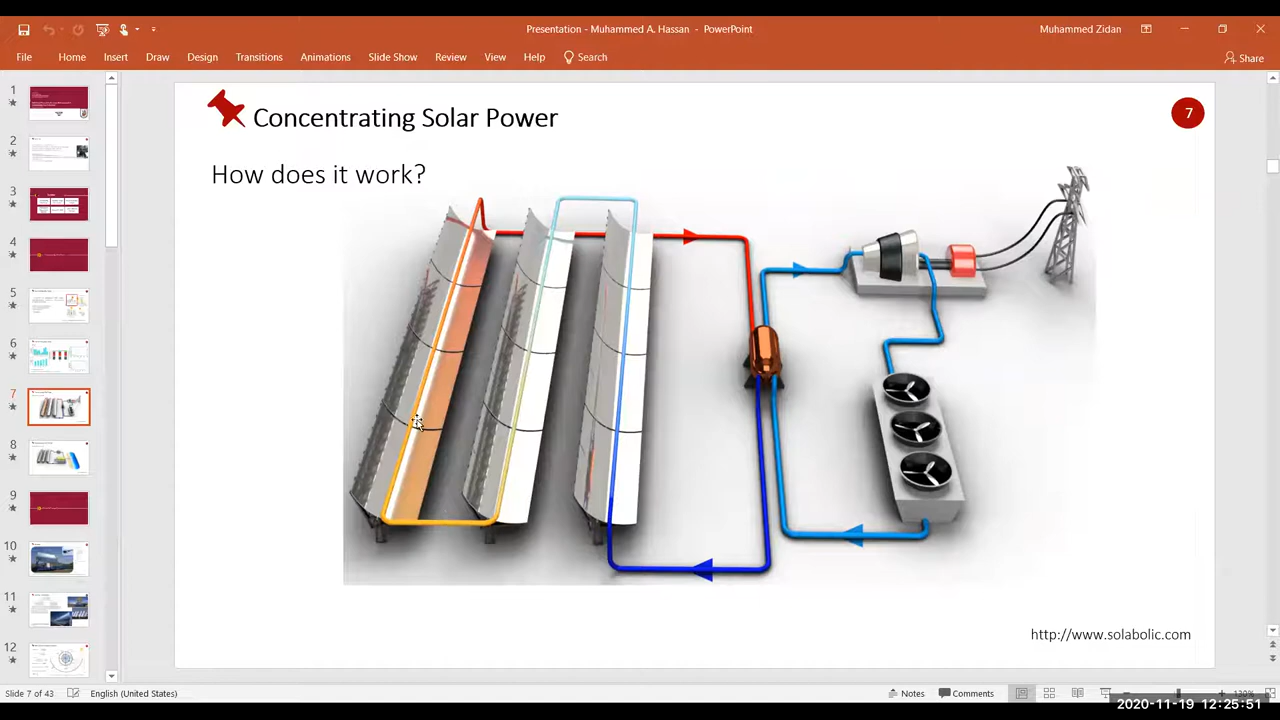 Presentation - Muhammed A. Hassan - PowerPoint
Muhammed Zidan
File Home Insert Draw Design Transitions Animations Slide Show Review View Help Search
Share
1
2
3
4
5
6
7
8
9
10
11
12
Concentrating Solar Power
7
How does it work?
http://www.solabolic.com
Slide 7 of 43
English (United States)
Notes
Comments
130%
2020-11-19 12:25:51